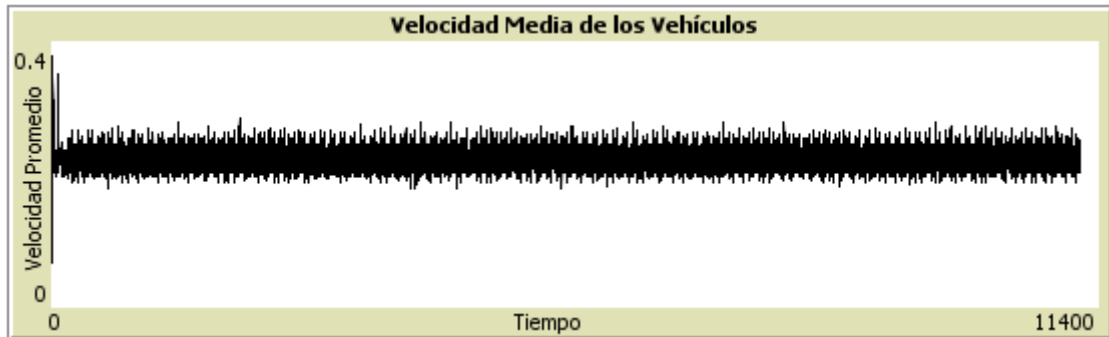 Velocidad Media de los Vehículos
0.4
Velocidad Promedio
0
0
Tiempo
11400